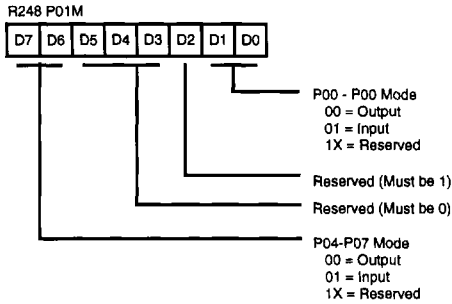 R248 P01M
D7 D6 D5 D4 D3 D2 D1 D0
P00 - P00 Mode
00 = Output
01 = Input
1X = Reserved
Reserved (Must be 1)
Reserved (Must be 0)
P04-P07 Mode
00 = Output
01 = Input
1X = Reserved